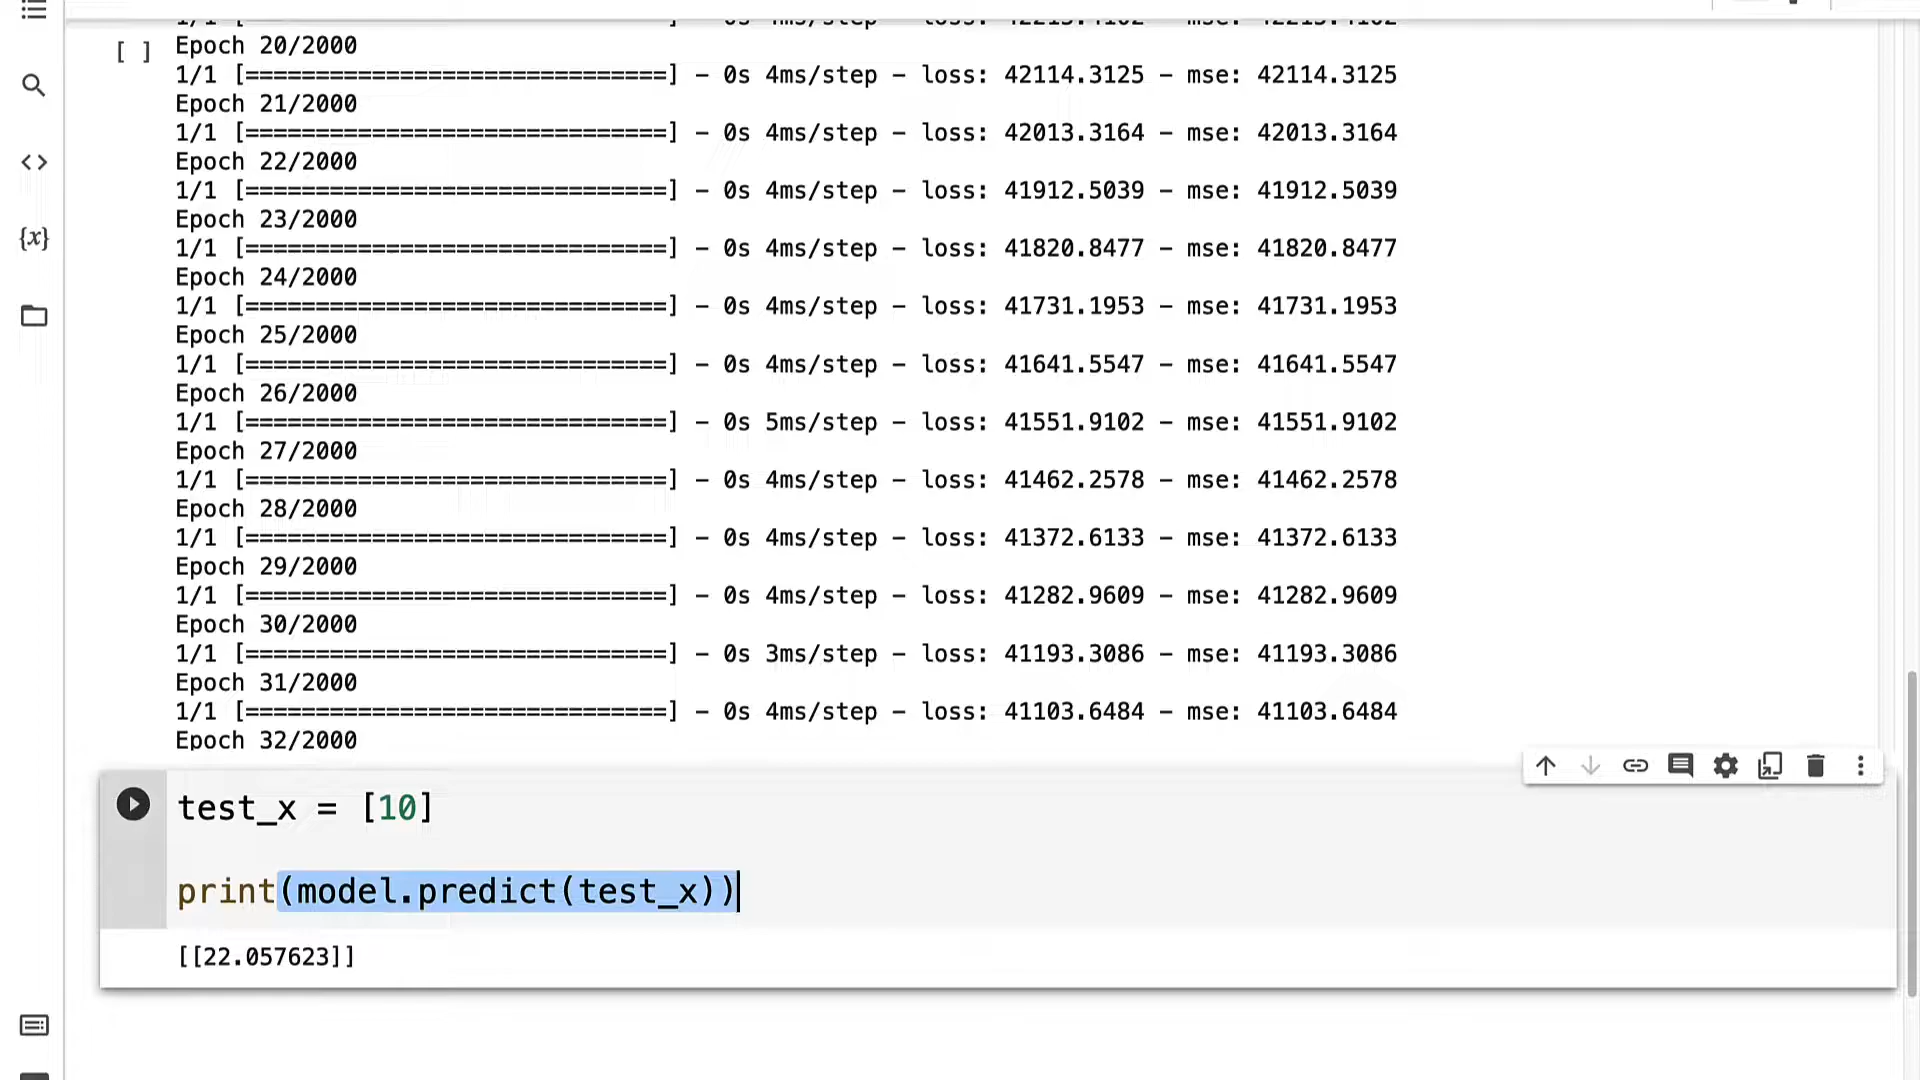 Epoch 20/2000
1/1 [==============================] - 0s 4ms/step - loss: 42114.3125 - mse: 42114.3125
Epoch 21/2000
1/1 [==============================] - 0s 4ms/step - loss: 42013.3164 - mse: 42013.3164
Epoch 22/2000
1/1 [==============================] - 0s 4ms/step - loss: 41912.5039 - mse: 41912.5039
Epoch 23/2000
1/1 [==============================] - 0s 4ms/step - loss: 41820.8477 - mse: 41820.8477
Epoch 24/2000
1/1 [==============================] - 0s 4ms/step - loss: 41731.1953 - mse: 41731.1953
Epoch 25/2000
1/1 [==============================] - 0s 4ms/step - loss: 41641.5547 - mse: 41641.5547
Epoch 26/2000
1/1 [==============================] - 0s 5ms/step - loss: 41551.9102 - mse: 41551.9102
Epoch 27/2000
1/1 [==============================] - 0s 4ms/step - loss: 41462.2578 - mse: 41462.2578
Epoch 28/2000
1/1 [==============================] - 0s 4ms/step - loss: 41372.6133 - mse: 41372.6133
Epoch 29/2000
1/1 [==============================] - 0s 4ms/step - loss: 41282.9609 - mse: 41282.9609
Epoch 30/2000
1/1 [==============================] - 0s 3ms/step - loss: 41193.3086 - mse: 41193.3086
Epoch 31/2000
1/1 [==============================] - 0s 4ms/step - loss: 41103.6484 - mse: 41103.6484
Epoch 32/2000
test_x = [10]
print(model.predict(test_x))
[[22.057623]]